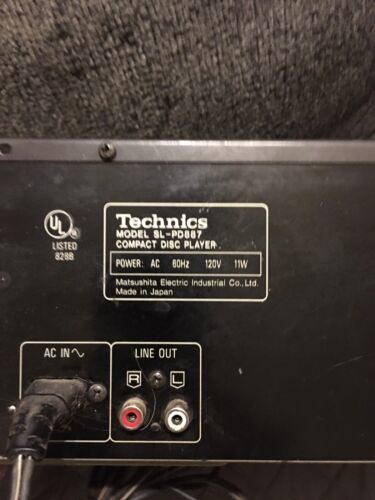 UL
LISTED
828B
Technics
MODEL SL-PD887
COMPACT DISC PLAYER.
POWER: AC 60Hz 120V 11W
Matsushita Electric Industrial Co., Ltd.
Made in Japan
AC IN∿
LINE OUT
R L